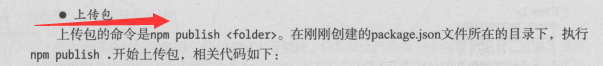 ● 上传包
上传包的命令是npm publish <folder>。在刚刚创建的package.json文件所在的目录下，执行
npm publish .开始上传包，相关代码如下：